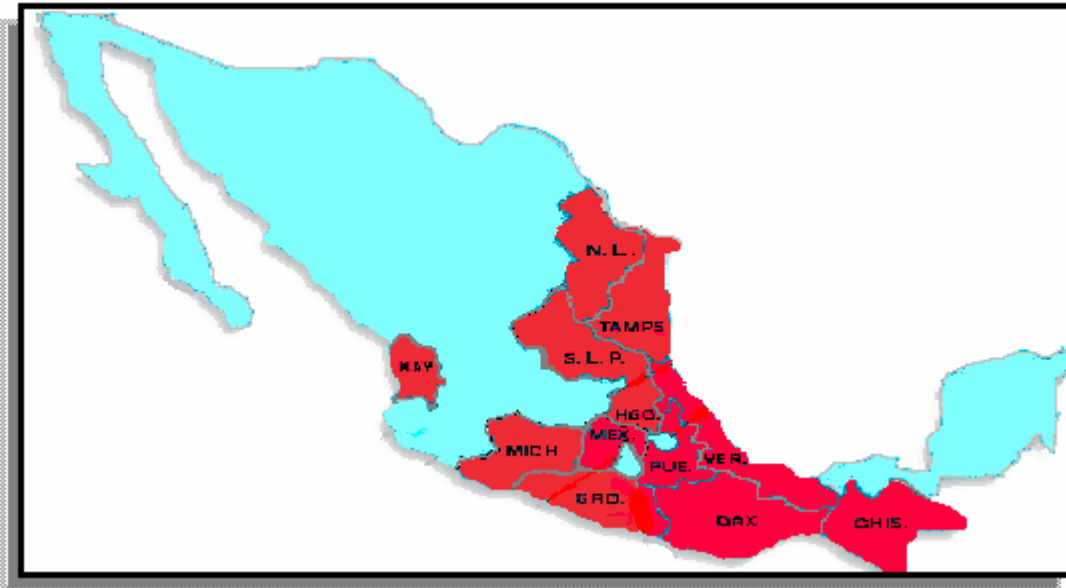 N.L.
TAMPS
S.L.P.
NAY
HGO.
MEX.
MICH
VER.
PUE.
GRO.
OAX
CHIS.